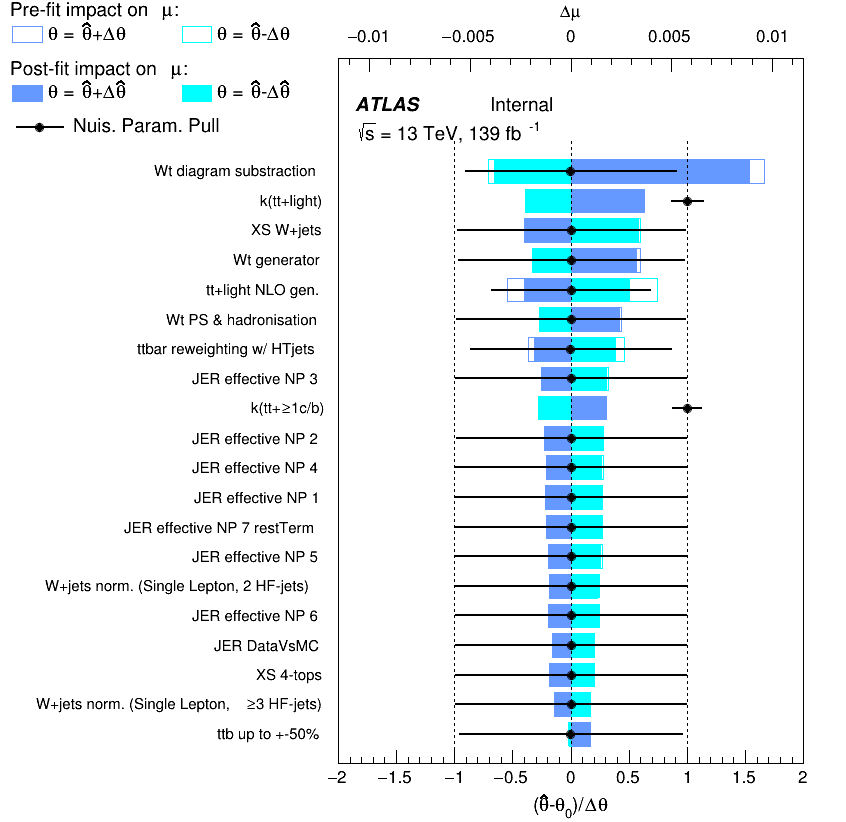 Pre-fit impact on μ:
θ = θ̂+Δθ θ = θ̂-Δθ
Post-fit impact on μ:
θ = θ̂+Δθ̂ θ = θ̂-Δθ̂
Nuis. Param. Pull
Δμ
−0.01 −0.005 0 0.005 0.01
ATLAS Internal
√s = 13 TeV, 139 fb⁻¹
Wt diagram substraction
k(tt+light)
XS W+jets
Wt generator
tt+light NLO gen.
Wt PS & hadronisation
ttbar reweighting w/ HTjets
JER effective NP 3
k(tt+≥1c/b)
JER effective NP 2
JER effective NP 4
JER effective NP 1
JER effective NP 7 restTerm
JER effective NP 5
W+jets norm. (Single Lepton, 2 HF-jets)
JER effective NP 6
JER DataVsMC
XS 4-tops
W+jets norm. (Single Lepton, ≥3 HF-jets)
ttb up to +-50%
−2 −1.5 −1 −0.5 0 0.5 1 1.5 2
(θ̂-θ₀)/Δθ